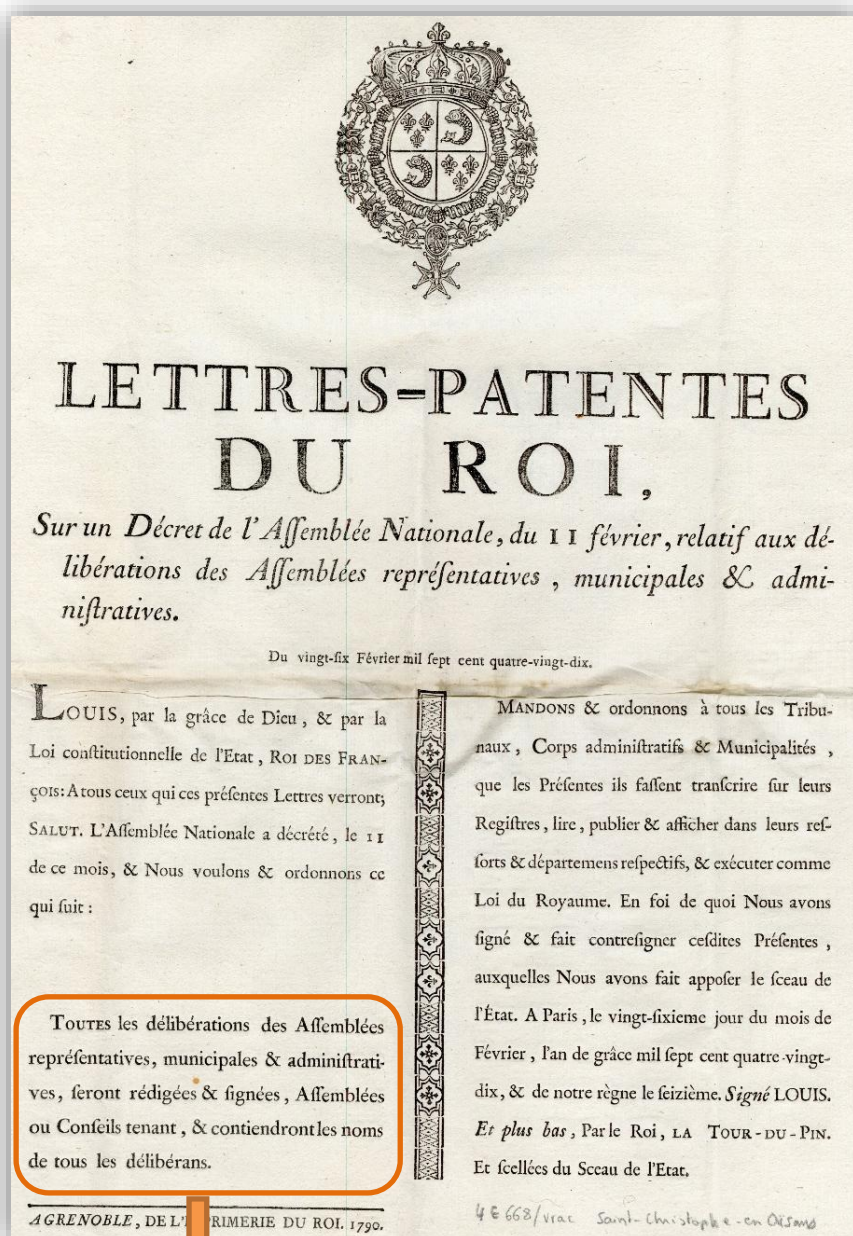 LETTRES=PATENTES
DU ROI,
Sur un Décret de l'Aſſemblée Nationale, du 11 février, relatif aux dé-
libérations des Aſſemblées repréſentatives, municipales & admi-
niſtratives.
Du vingt-ſix Février mil ſept cent quatre-vingt-dix.
LOUIS, par la grâce de Dieu, & par la
Loi conſtitutionnelle de l'Etat, ROI DES FRAN-
çois: A tous ceux qui ces préſentes Lettres verront;
SALUT. L'Aſſemblée Nationale a décrété, le 11
de ce mois, & Nous voulons & ordonnons ce
qui ſuit:
TOUTES les délibérations des Aſſemblées
repréſentatives, municipales & adminiſtrati-
ves, ſeront rédigées & ſignées, Aſſemblées
ou Conſeils tenant, & contiendront les noms
de tous les délibérans.
MANDONS & ordonnons à tous les Tribu-
naux, Corps adminiſtratifs & Municipalités,
que les Préſentes ils faſſent tranſcrire ſur leurs
Regiſtres, lire, publier & afficher dans leurs reſ-
ſorts & départemens reſpectifs, & exécuter comme
Loi du Royaume. En foi de quoi Nous avons
ſigné & fait contreſigner ceſdites Préſentes,
auxquelles Nous avons fait appoſer le ſceau de
l'État. A Paris, le vingt-ſixieme jour du mois de
Février, l'an de grâce mil ſept cent quatre-vingt-
dix, & de notre règne le ſeizième. Signé LOUIS.
Et plus bas, Par le Roi, LA TOUR-DU-PIN.
Et ſcellées du Sceau de l'Etat.
A GRENOBLE, DE L'I PRIMERIE DU ROI. 1790.
4 E 668/vrac Saint-Christophe-en Oisans